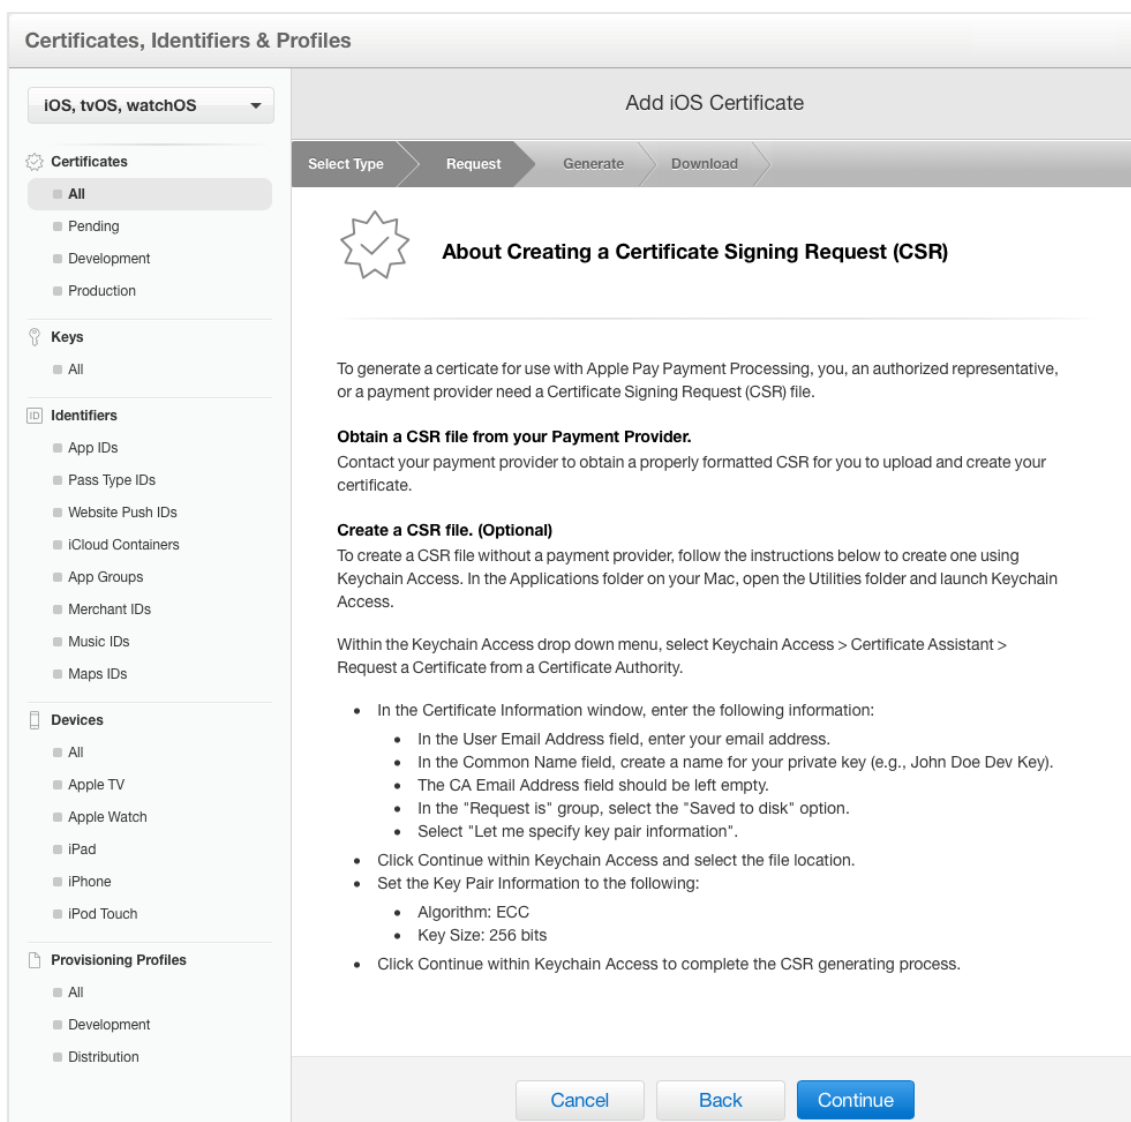 Certificates, Identifiers & Profiles
iOS, tvOS, watchOS
Certificates
All
Pending
Development
Production
Keys
All
ID
Identifiers
App IDs
Pass Type IDs
Website Push IDs
iCloud Containers
App Groups
Merchant IDs
Music IDs
Maps IDs
Devices
All
Apple TV
Apple Watch
iPad
iPhone
iPod Touch
Provisioning Profiles
All
Development
Distribution
Add iOS Certificate
Select Type
Request
Generate
Download
About Creating a Certificate Signing Request (CSR)
To generate a certicate for use with Apple Pay Payment Processing, you, an authorized representative,
or a payment provider need a Certificate Signing Request (CSR) file.
Obtain a CSR file from your Payment Provider.
Contact your payment provider to obtain a properly formatted CSR for you to upload and create your
certificate.
Create a CSR file. (Optional)
To create a CSR file without a payment provider, follow the instructions below to create one using
Keychain Access. In the Applications folder on your Mac, open the Utilities folder and launch Keychain
Access.
Within the Keychain Access drop down menu, select Keychain Access > Certificate Assistant >
Request a Certificate from a Certificate Authority.
• In the Certificate Information window, enter the following information:
• In the User Email Address field, enter your email address.
• In the Common Name field, create a name for your private key (e.g., John Doe Dev Key).
• The CA Email Address field should be left empty.
• In the "Request is" group, select the "Saved to disk" option.
• Select "Let me specify key pair information".
• Click Continue within Keychain Access and select the file location.
• Set the Key Pair Information to the following:
• Algorithm: ECC
• Key Size: 256 bits
• Click Continue within Keychain Access to complete the CSR generating process.
Cancel
Back
Continue